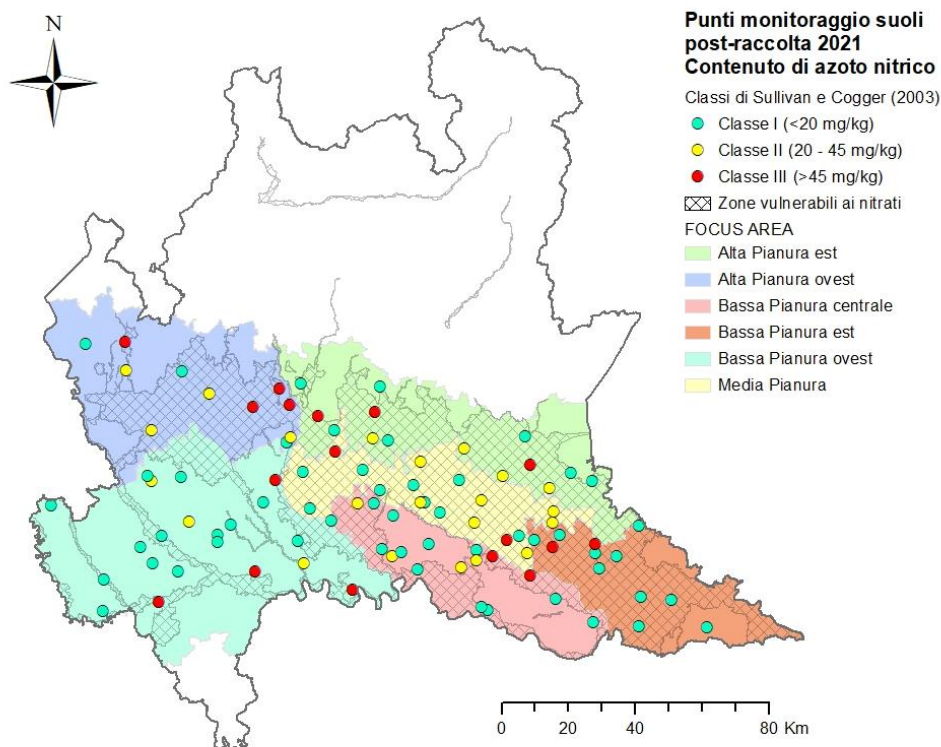 N
Punti monitoraggio suoli
post-raccolta 2021
Contenuto di azoto nitrico
Classi di Sullivan e Cogger (2003)
Classe I (<20 mg/kg)
Classe II (20 - 45 mg/kg)
Classe III (>45 mg/kg)
Zone vulnerabili ai nitrati
FOCUS AREA
Alta Pianura est
Alta Pianura ovest
Bassa Pianura centrale
Bassa Pianura est
Bassa Pianura ovest
Media Pianura
0 20 40 80 Km